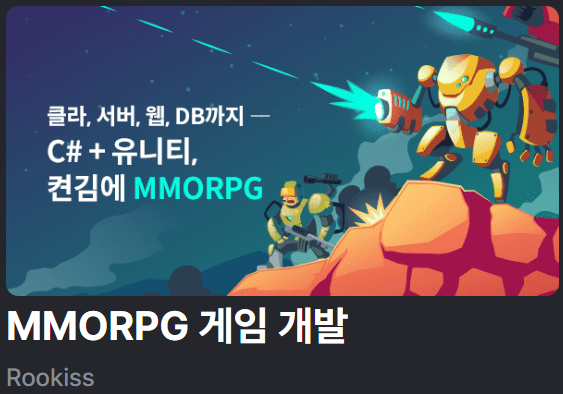 클라, 서버, 웹, DB까지 —
C# + 유니티,
켠김에 MMORPG
MMORPG 게임 개발
Rookiss